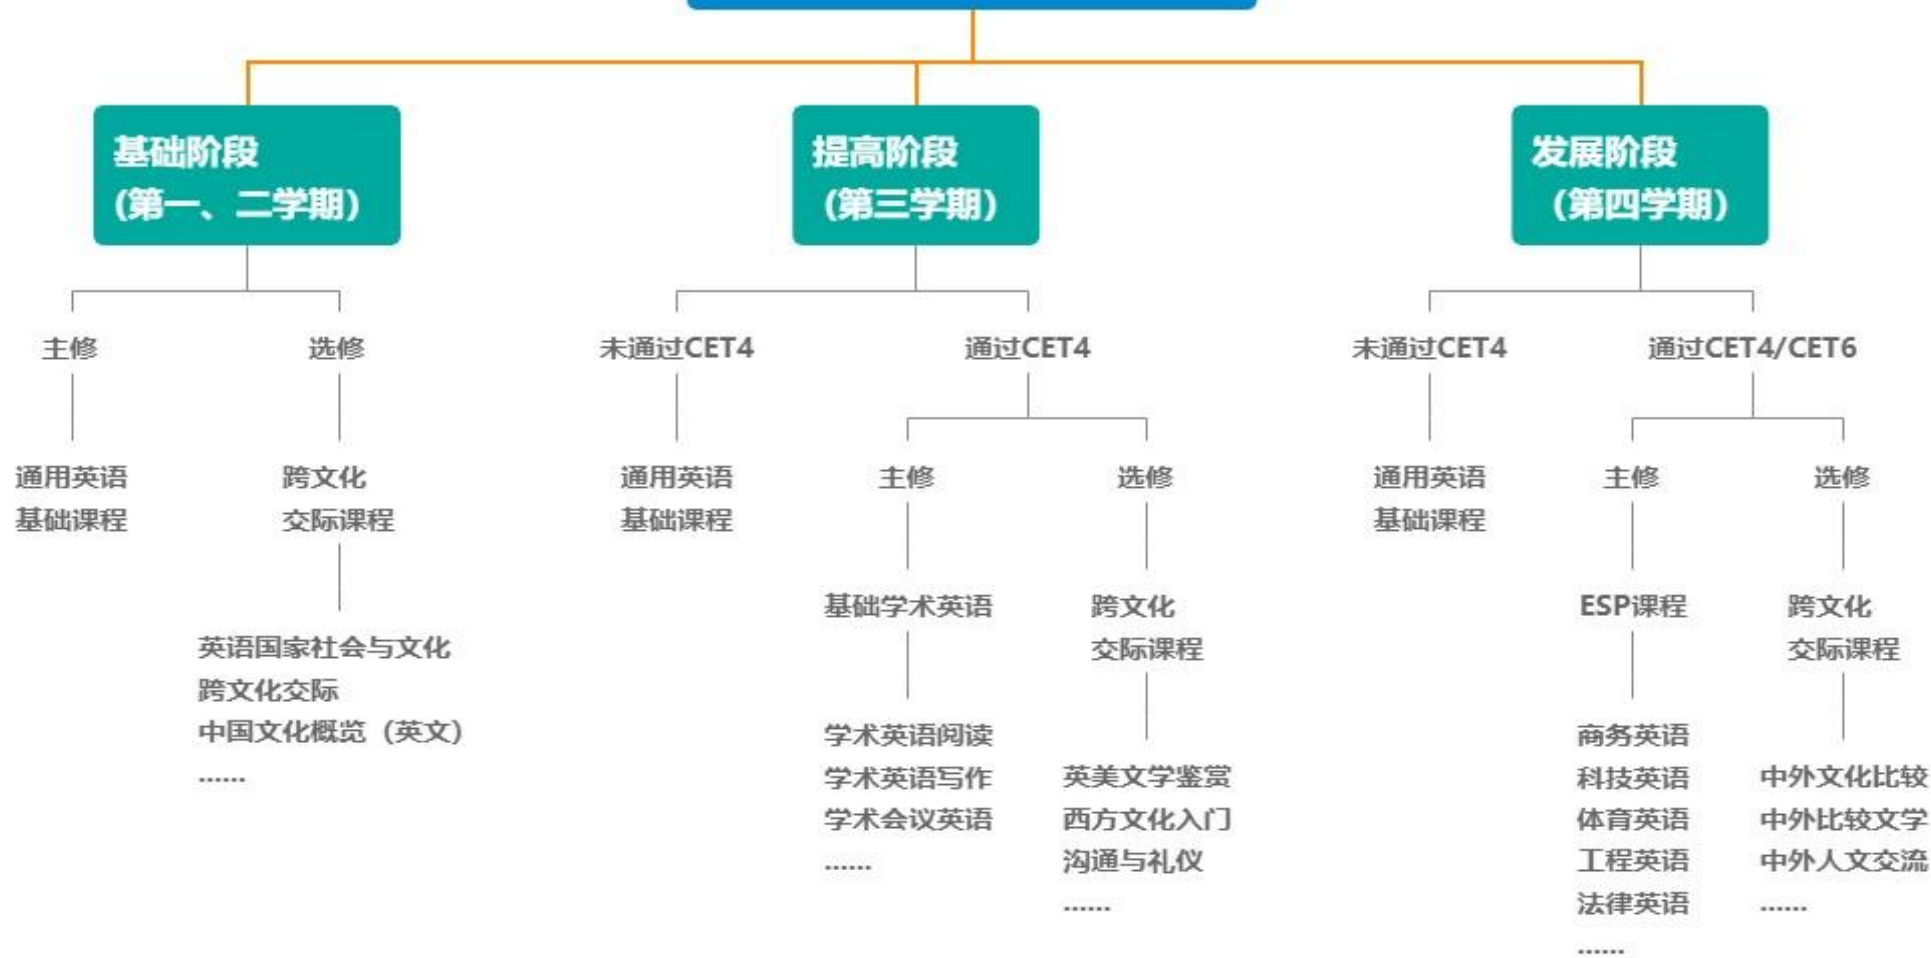 基础阶段
(第一、二学期)
提高阶段
(第三学期)
发展阶段
(第四学期)
主修
选修
未通过CET4
通过CET4
未通过CET4
通过CET4/CET6
通用英语
基础课程
跨文化
交际课程
通用英语
基础课程
主修
选修
通用英语
基础课程
主修
选修
英语国家社会与文化
跨文化交际
中国文化概览（英文）
......
基础学术英语
跨文化
交际课程
ESP课程
跨文化
交际课程
学术英语阅读
学术英语写作
学术会议英语
......
英美文学鉴赏
西方文化入门
沟通与礼仪
......
商务英语
科技英语
体育英语
工程英语
法律英语
......
中外文化比较
中外比较文学
中外人文交流
......